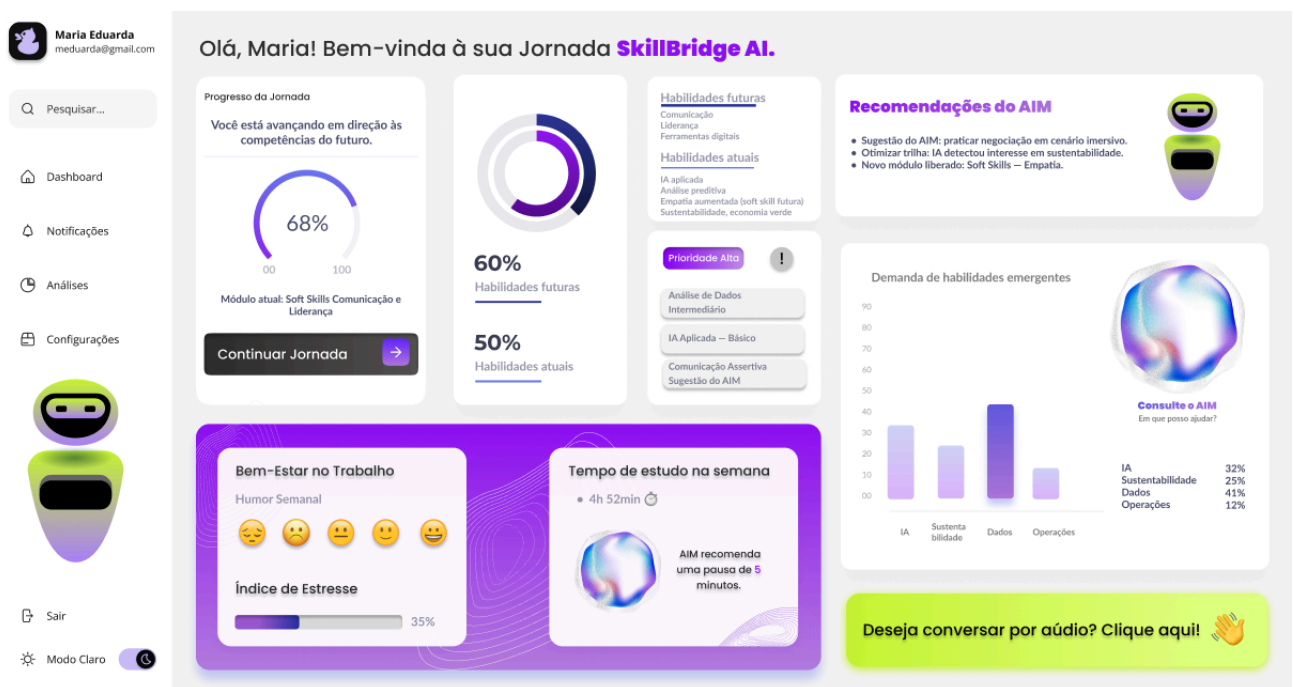 Maria Eduarda
meduarda@gmail.com
Pesquisar...
Dashboard
Notificações
Análises
Configurações
Sair
Modo Claro
Olá, Maria! Bem-vinda à sua Jornada SkillBridge AI.
Progresso da Jornada
Você está avançando em direção às
competências do futuro.
68%
00 100
Módulo atual: Soft Skills Comunicação e
Liderança
Continuar Jornada
60%
Habilidades futuras
50%
Habilidades atuais
Habilidades futuras
Comunicação
Liderança
Ferramentas digitais
Habilidades atuais
IA aplicada
Análise preditiva
Empatia aumentada (soft skill futura)
Sustentabilidade, economia verde
Prioridade Alta !
Análise de Dados
Intermediário
IA Aplicada — Básico
Comunicação Assertiva
Sugestão do AIM
Recomendações do AIM
• Sugestão do AIM: praticar negociação em cenário imersivo.
• Otimizar trilha: IA detectou interesse em sustentabilidade.
• Novo módulo liberado: Soft Skills — Empatia.
Demanda de habilidades emergentes
90
80
70
60
50
40
30
20
10
00
IA
Sustenta
bilidade
Dados
Operações
Consulte o AIM
Em que posso ajudar?
IA 32%
Sustentabilidade 25%
Dados 41%
Operações 12%
Bem-Estar no Trabalho
Humor Semanal
Índice de Estresse
35%
Tempo de estudo na semana
• 4h 52min
AIM recomenda
uma pausa de 5
minutos.
Deseja conversar por aúdio? Clique aqui!